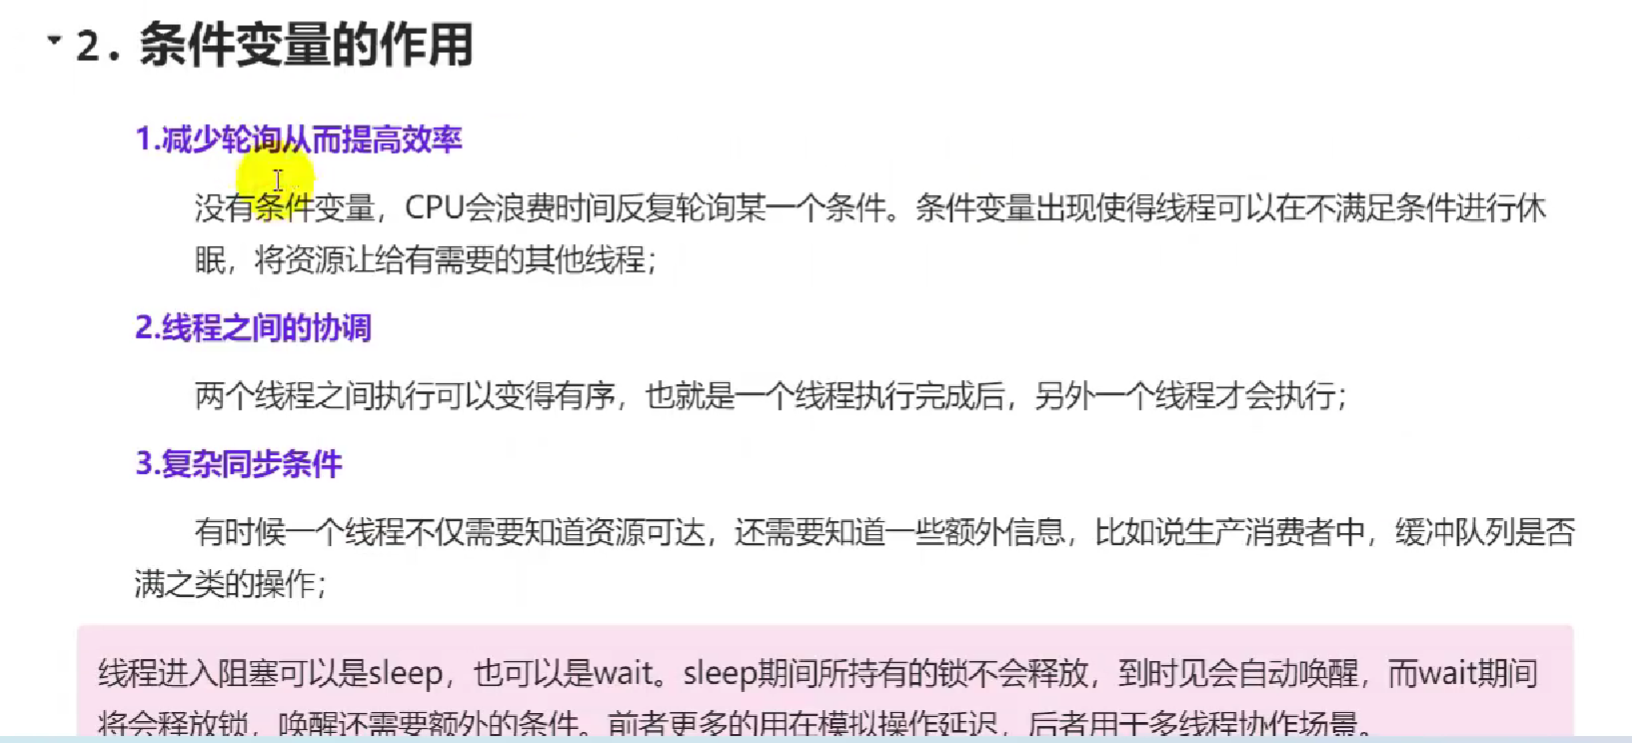 2. 条件变量的作用
1.减少轮询从而提高效率
没有条件变量，CPU会浪费时间反复轮询某一个条件。条件变量出现使得线程可以在不满足条件进行休
眠，将资源让给有需要的其他线程；
2.线程之间的协调
两个线程之间执行可以变得有序，也就是一个线程执行完成后，另外一个线程才会执行；
3.复杂同步条件
有时候一个线程不仅需要知道资源可达，还需要知道一些额外信息，比如说生产消费者中，缓冲队列是否
满之类的操作；
线程进入阻塞可以是sleep，也可以是wait。sleep期间所持有的锁不会释放，到时见会自动唤醒，而wait期间
将会释放锁，唤醒还需要额外的条件。前者更多的用在模拟操作延迟，后者用于多线程协作场景。